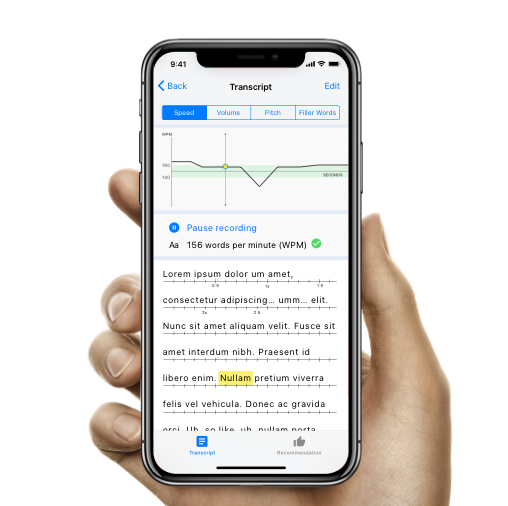 9:41
Back
Transcript
Edit
Speed
Volume
Pitch
Filler Words
WPM
160
140
SECONDS
Pause recording
Aa 156 words per minute (WPM)
Lorem ipsum dolor um amet,
0.5 1s 1.5
consectetur adipiscing... umm... elit.
2s 2.5
Nunc sit amet aliquam velit. Fusce sit
amet interdum nibh. Praesent id
libero enim. Nullam pretium viverra
felis vel vehicula. Donec ac gravida
orci. Uh, so like, uh, nullam porta
Transcript
Recommendation